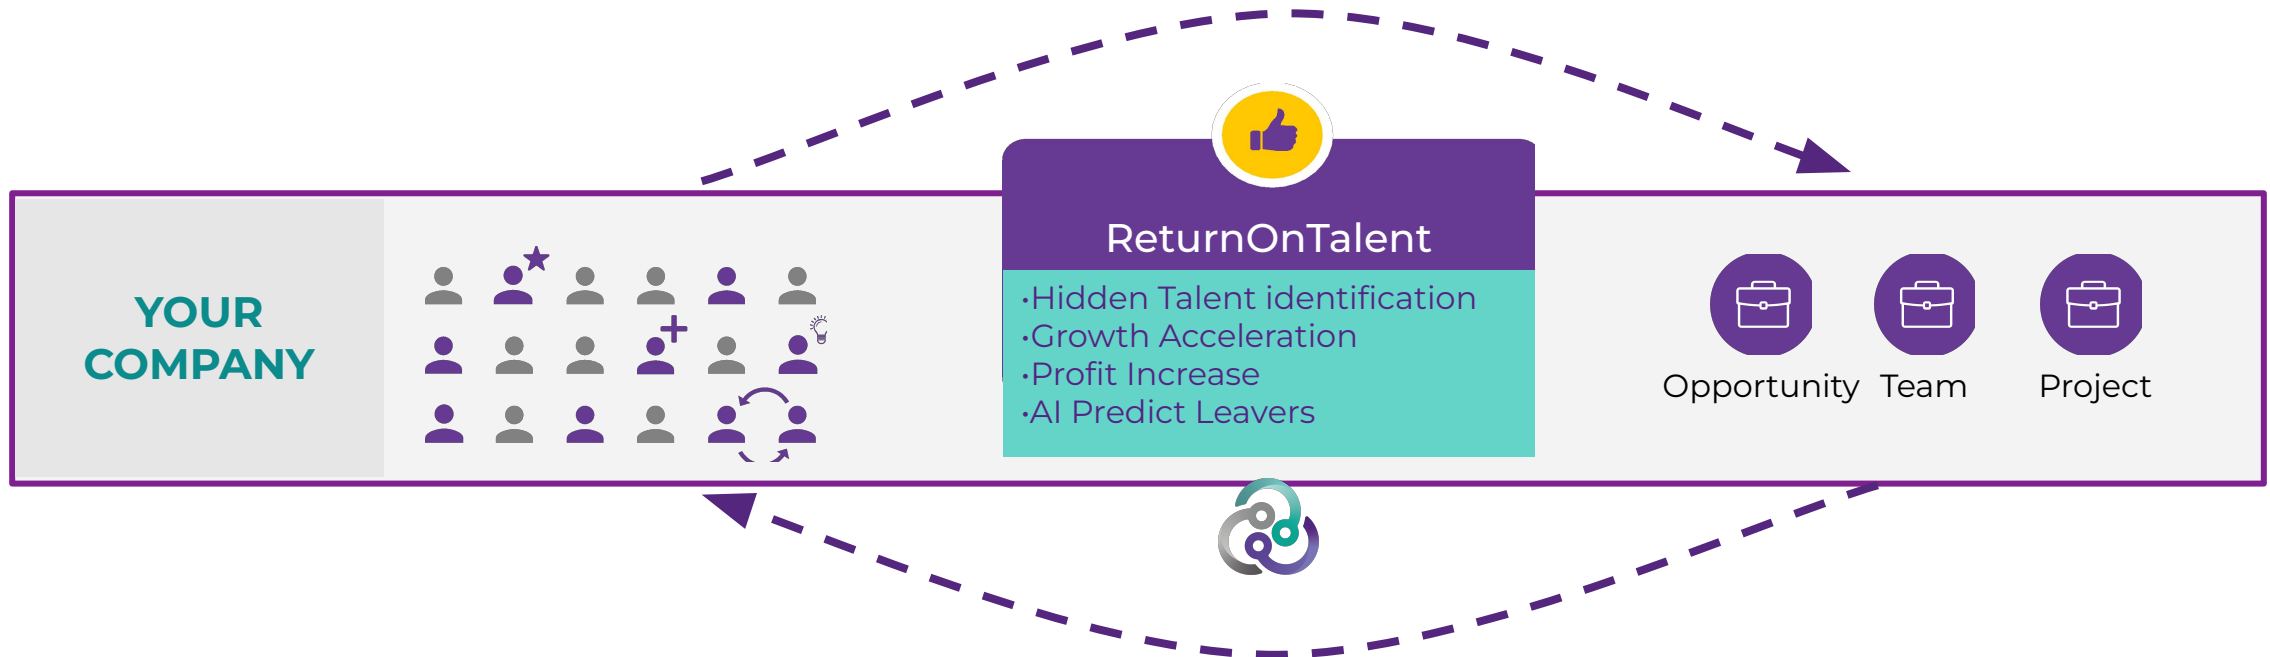 YOUR
COMPANY
ReturnOnTalent
•Hidden Talent identification
•Growth Acceleration
•Profit Increase
•AI Predict Leavers
Opportunity Team Project